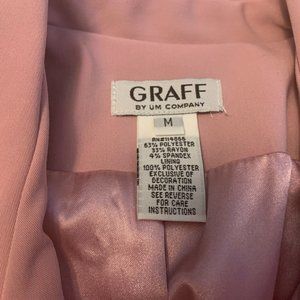 GRAFF
BY UM COMPANY
M
RN#114866
63% POLYESTER
33% RAYON
4% SPANDEX
LINING
100% POLYESTER
EXCLUSIVE OF
DECORATION
MADE IN CHINA
SEE REVERSE
FOR CARE
INSTRUCTIONS